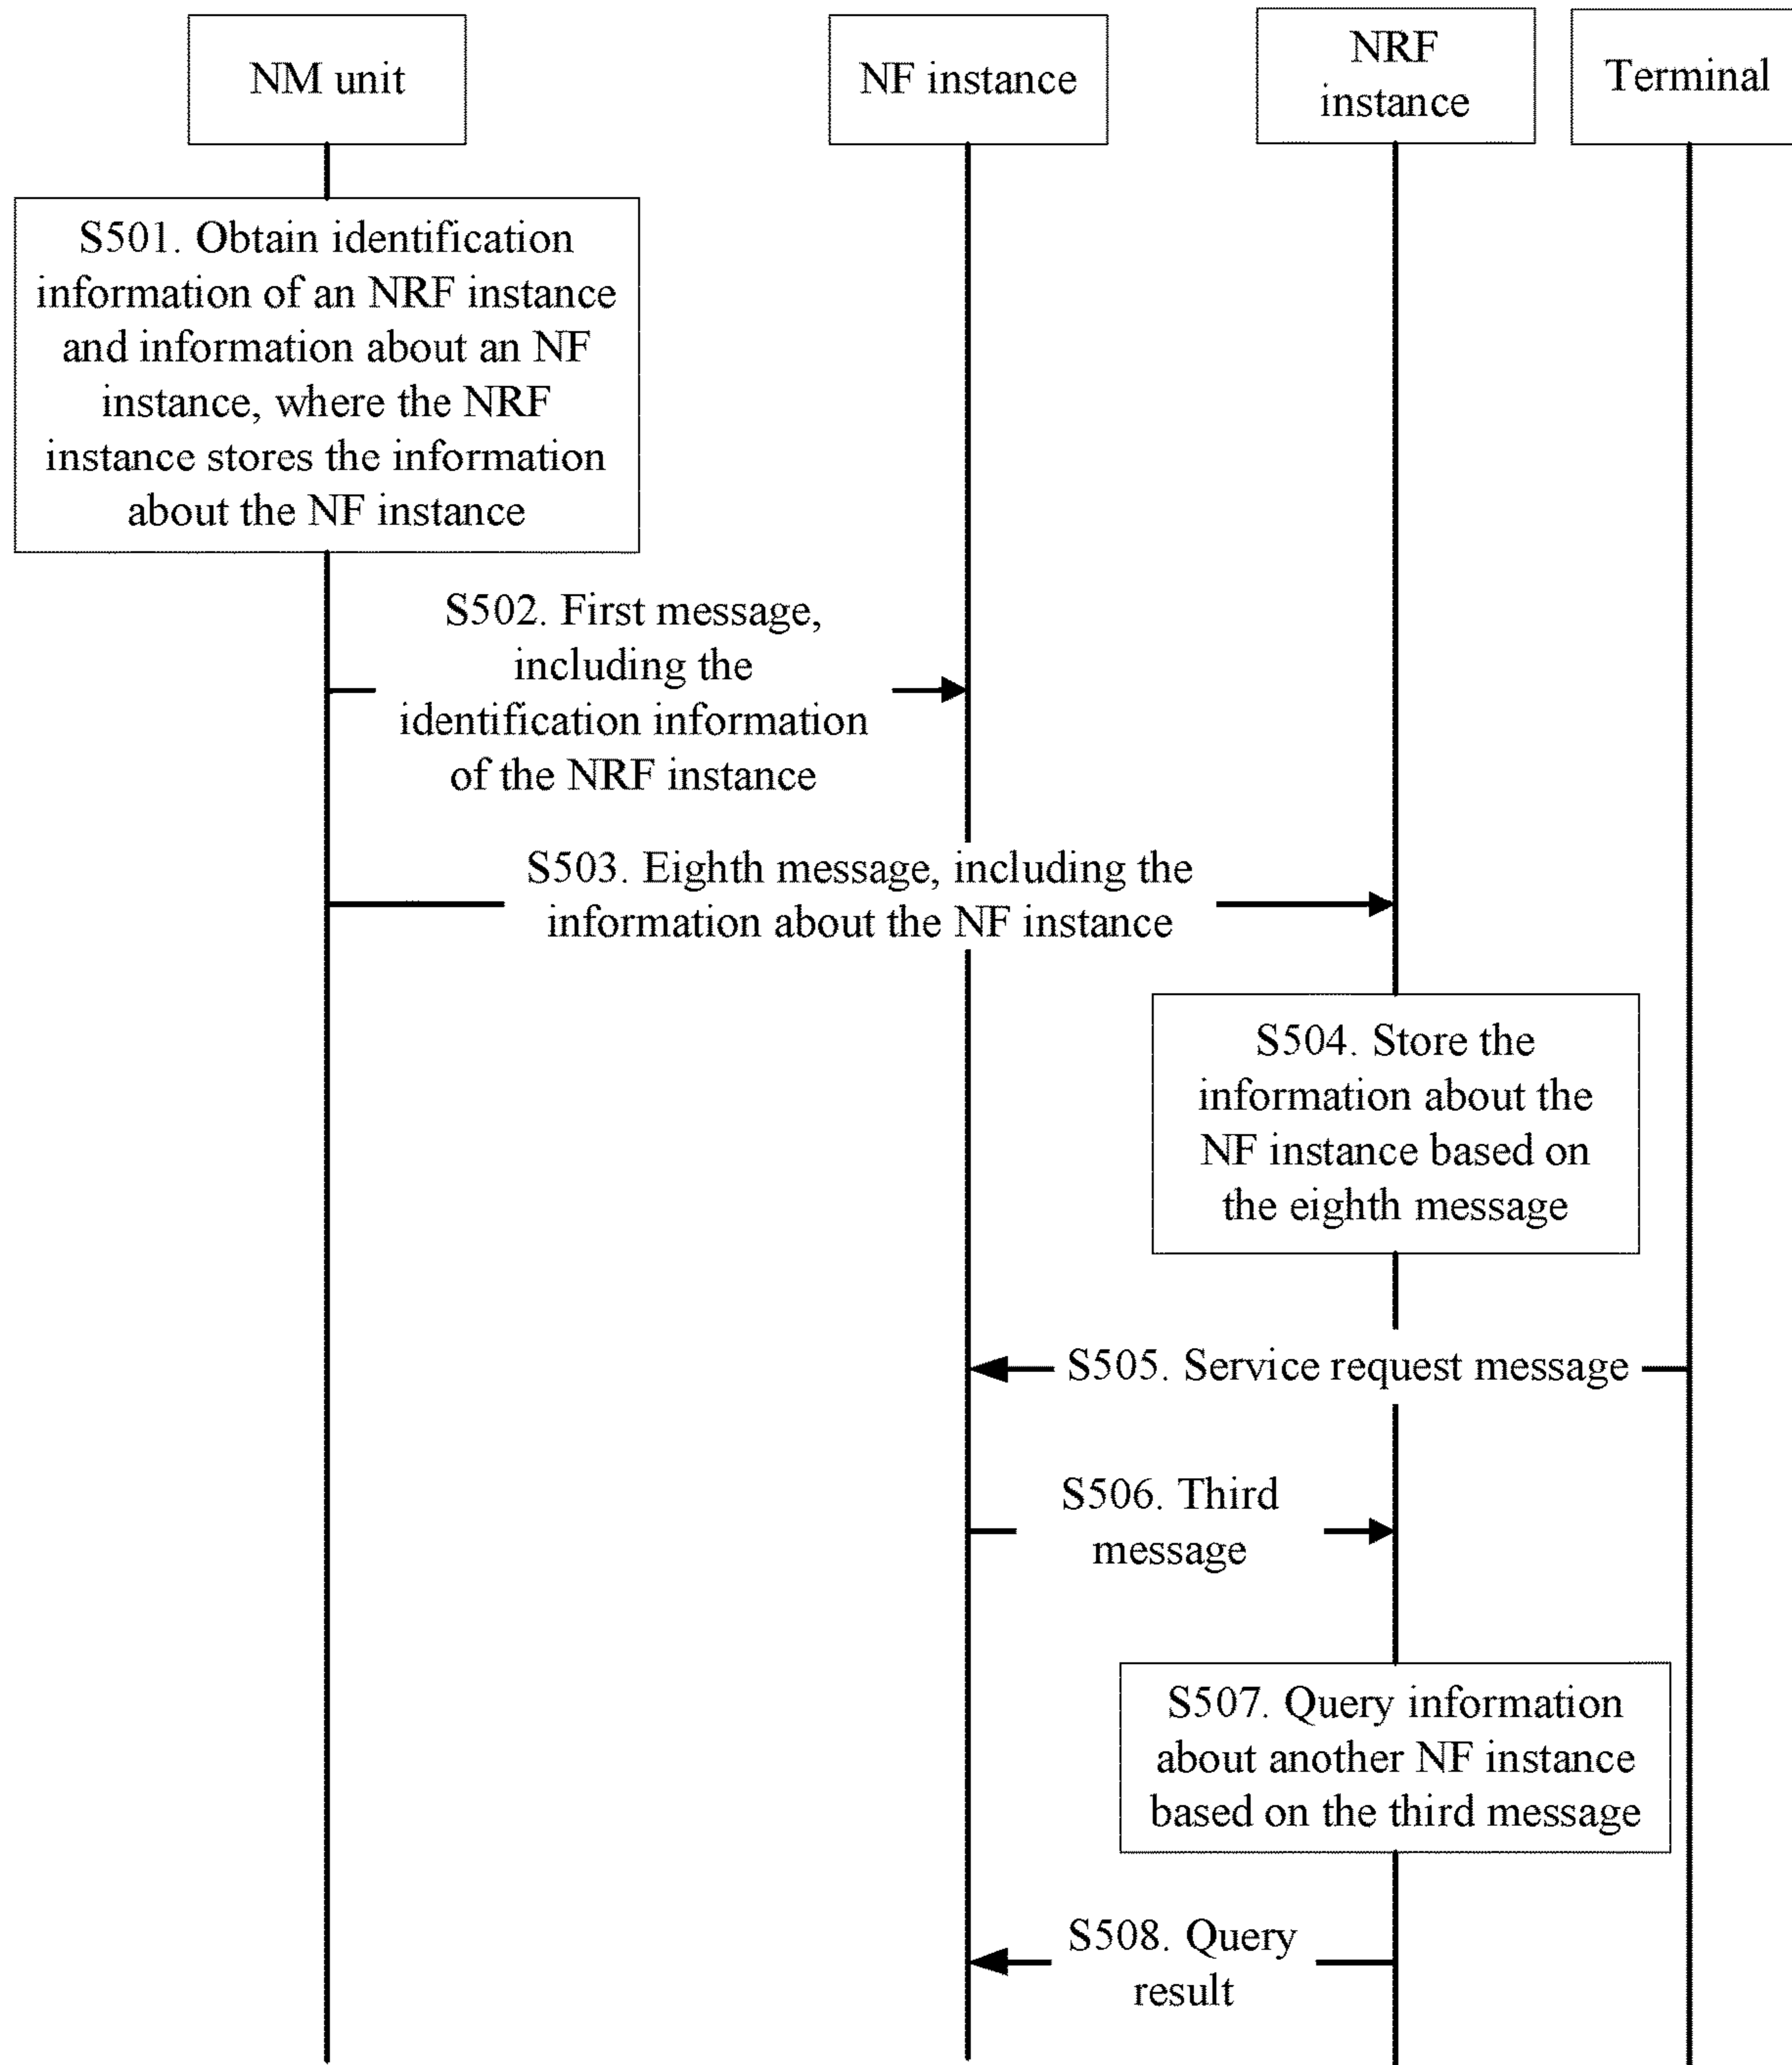 NM unit
NF instance
NRF
instance
Terminal
S501. Obtain identification
information of an NRF instance
and information about an NF
instance, where the NRF
instance stores the information
about the NF instance
S502. First message,
including the
identification information
of the NRF instance
S503. Eighth message, including the
information about the NF instance
S504. Store the
information about the
NF instance based on
the eighth message
S505. Service request message
S506. Third
message
S507. Query information
about another NF instance
based on the third message
S508. Query
result